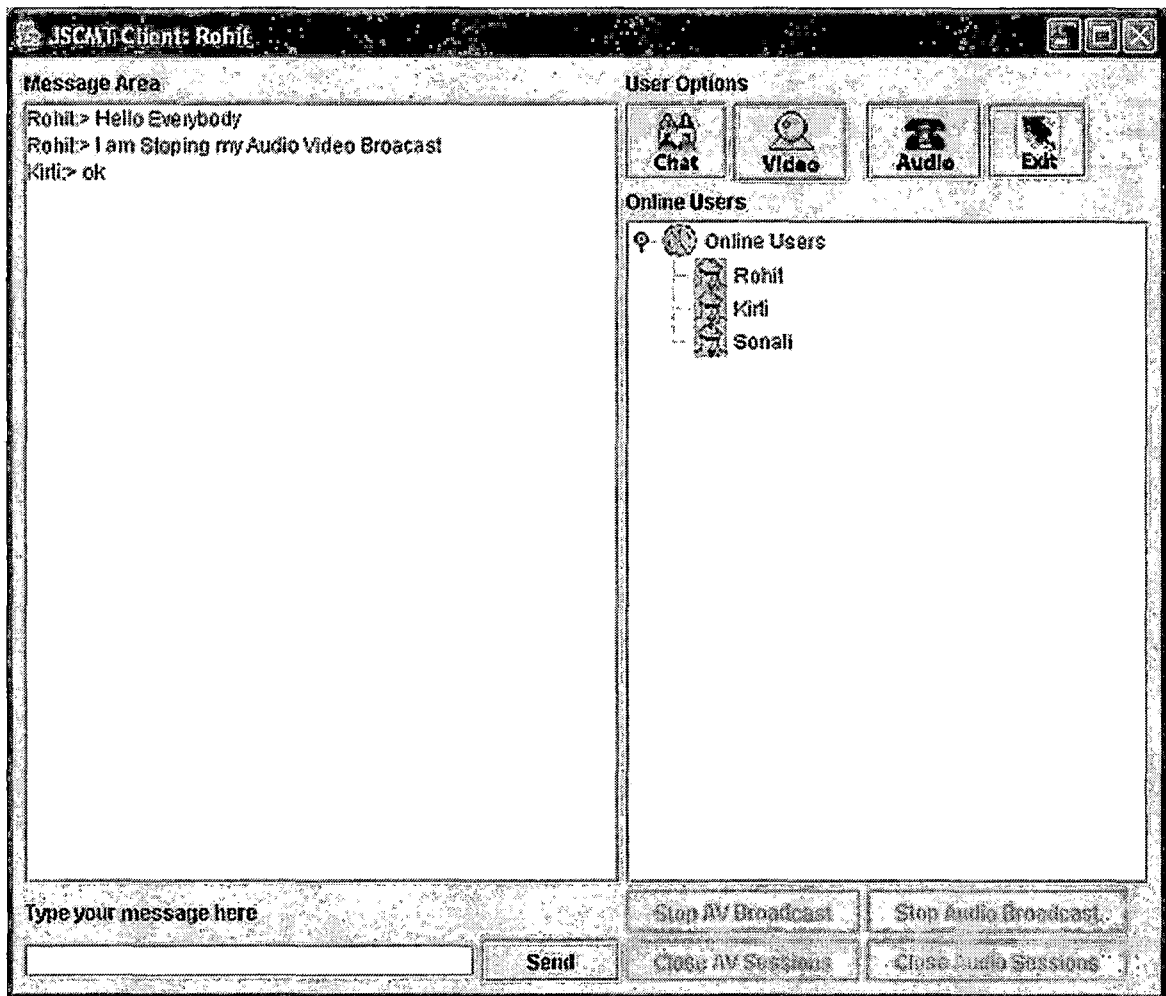 JSCMT Client: Rohit
Message Area
Rohit:> Hello Everybody
Rohit:> I am Stoping my Audio Video Broacast
Kirti:> ok
User Options
Chat
Video
Audio
Exit
Online Users
Online Users
Rohit
Kirti
Sonali
Type your message here
Send
Stop AV Broadcast
Stop Audio Broadcast
Close AV Sessions
Close Audio Sessions